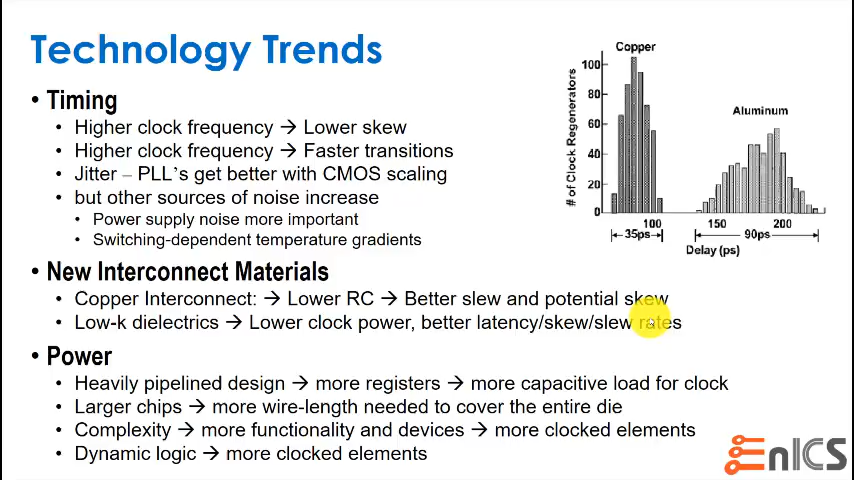 Technology Trends
• Timing
• Higher clock frequency → Lower skew
• Higher clock frequency → Faster transitions
• Jitter – PLL's get better with CMOS scaling
• but other sources of noise increase
• Power supply noise more important
• Switching-dependent temperature gradients
• New Interconnect Materials
• Copper Interconnect: → Lower RC → Better slew and potential skew
• Low-k dielectrics → Lower clock power, better latency/skew/slew rates
• Power
• Heavily pipelined design → more registers → more capacitive load for clock
• Larger chips → more wire-length needed to cover the entire die
• Complexity → more functionality and devices → more clocked elements
• Dynamic logic → more clocked elements
Copper
Aluminum
# of Clock Regenerators
100
80
60
40
20
0
100 150 200
35ps 90ps
Delay (ps)
EnICS